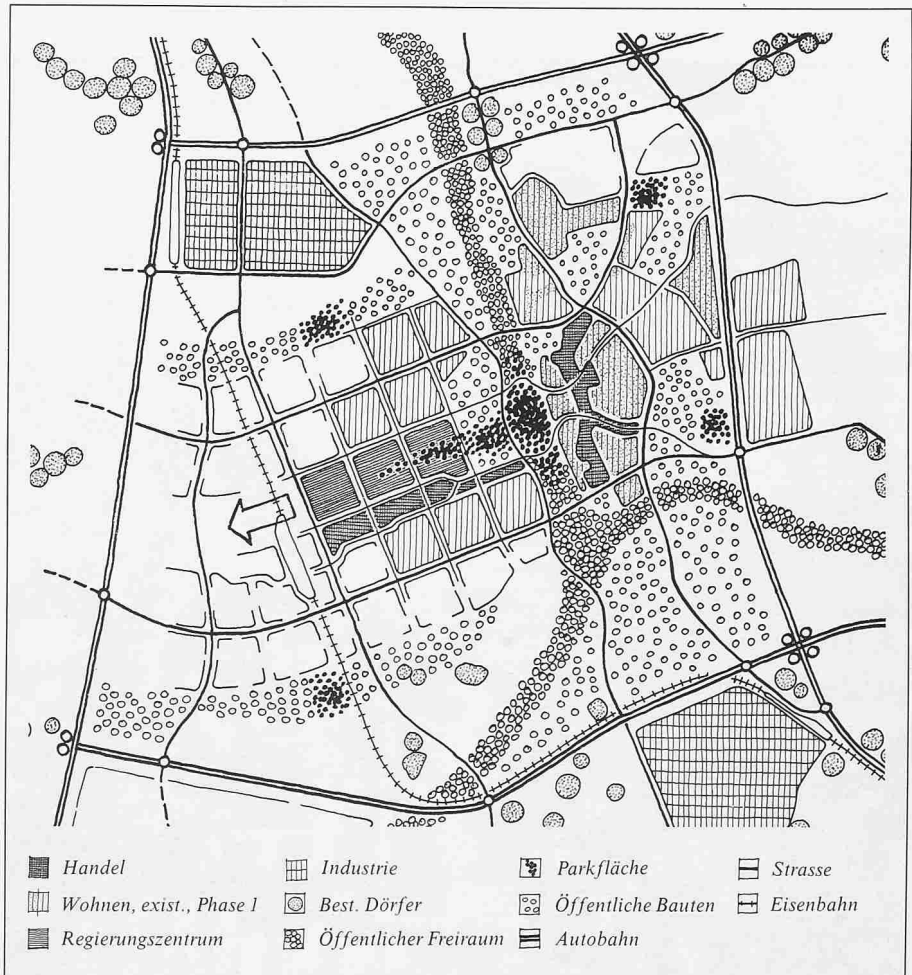 Handel
Industrie
Parkfläche
Strasse
Wohnen, exist., Phase 1
Best. Dörfer
Öffentliche Bauten
Eisenbahn
Regierungszentrum
Öffentlicher Freiraum
Autobahn